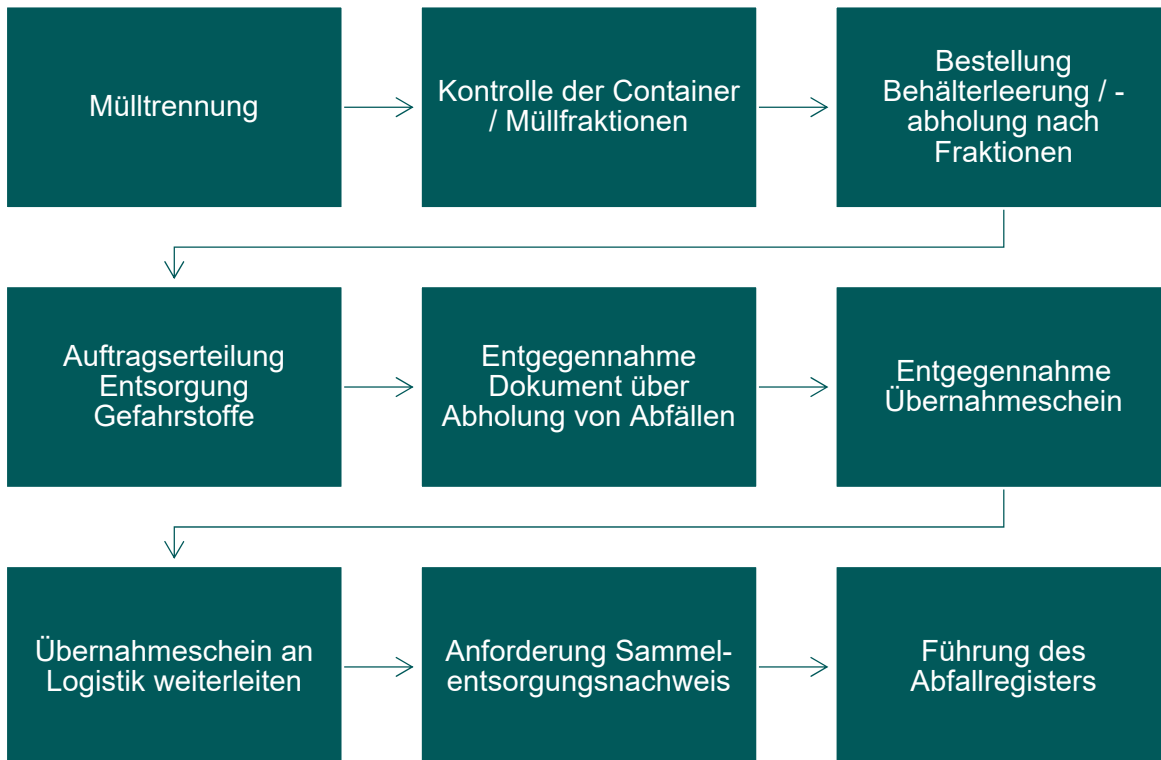 Mülltrennung
Kontrolle der Container
/ Müllfraktionen
Bestellung
Behälterleerung / -
abholung nach
Fraktionen
Auftragserteilung
Entsorgung
Gefahrstoffe
Entgegennahme
Dokument über
Abholung von Abfällen
Entgegennahme
Übernahmeschein
Übernahmeschein an
Logistik weiterleiten
Anforderung Sammel-
entsorgungsnachweis
Führung des
Abfallregisters